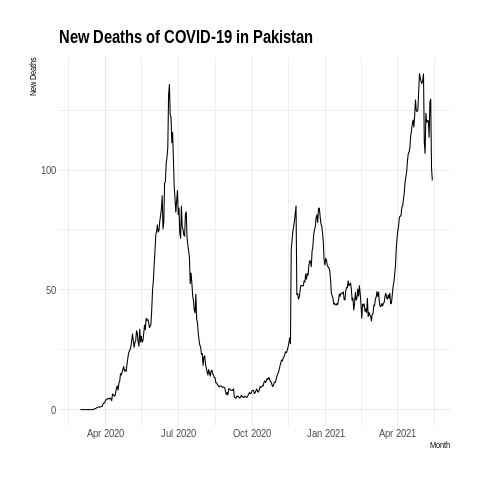 New Deaths of COVID-19 in Pakistan
New Deaths
100
50
0
Apr 2020
Jul 2020
Oct 2020
Jan 2021
Apr 2021
Month